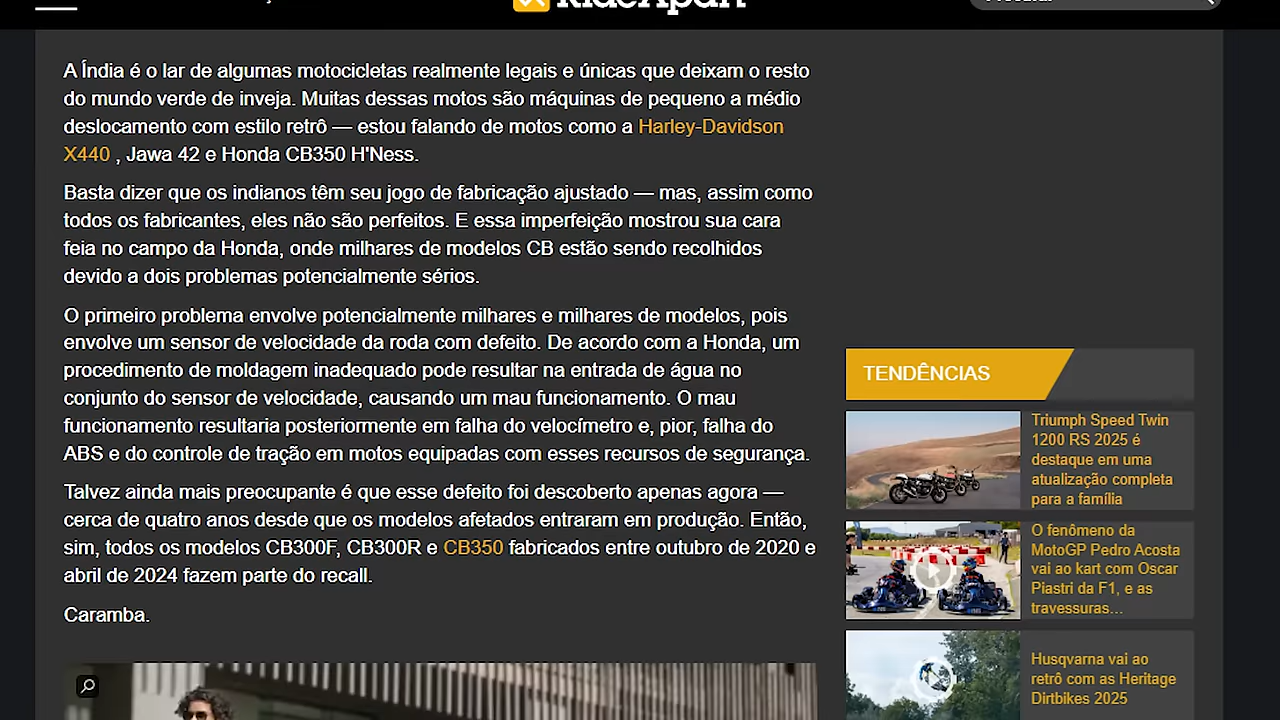 RideApart
A Índia é o lar de algumas motocicletas realmente legais e únicas que deixam o resto
do mundo verde de inveja. Muitas dessas motos são máquinas de pequeno a médio
deslocamento com estilo retrô — estou falando de motos como a Harley-Davidson
X440 , Jawa 42 e Honda CB350 H'Ness.
Basta dizer que os indianos têm seu jogo de fabricação ajustado — mas, assim como
todos os fabricantes, eles não são perfeitos. E essa imperfeição mostrou sua cara
feia no campo da Honda, onde milhares de modelos CB estão sendo recolhidos
devido a dois problemas potencialmente sérios.
O primeiro problema envolve potencialmente milhares e milhares de modelos, pois
envolve um sensor de velocidade da roda com defeito. De acordo com a Honda, um
procedimento de moldagem inadequado pode resultar na entrada de água no
conjunto do sensor de velocidade, causando um mau funcionamento. O mau
funcionamento resultaria posteriormente em falha do velocímetro e, pior, falha do
ABS e do controle de tração em motos equipadas com esses recursos de segurança.
Talvez ainda mais preocupante é que esse defeito foi descoberto apenas agora —
cerca de quatro anos desde que os modelos afetados entraram em produção. Então,
sim, todos os modelos CB300F, CB300R e CB350 fabricados entre outubro de 2020 e
abril de 2024 fazem parte do recall.
Caramba.
TENDÊNCIAS
Triumph Speed Twin
1200 RS 2025 é
destaque em uma
atualização completa
para a família
O fenômeno da
MotoGP Pedro Acosta
vai ao kart com Oscar
Piastri da F1, e as
travessuras...
Husqvarna vai ao
retrô com as Heritage
Dirtbikes 2025